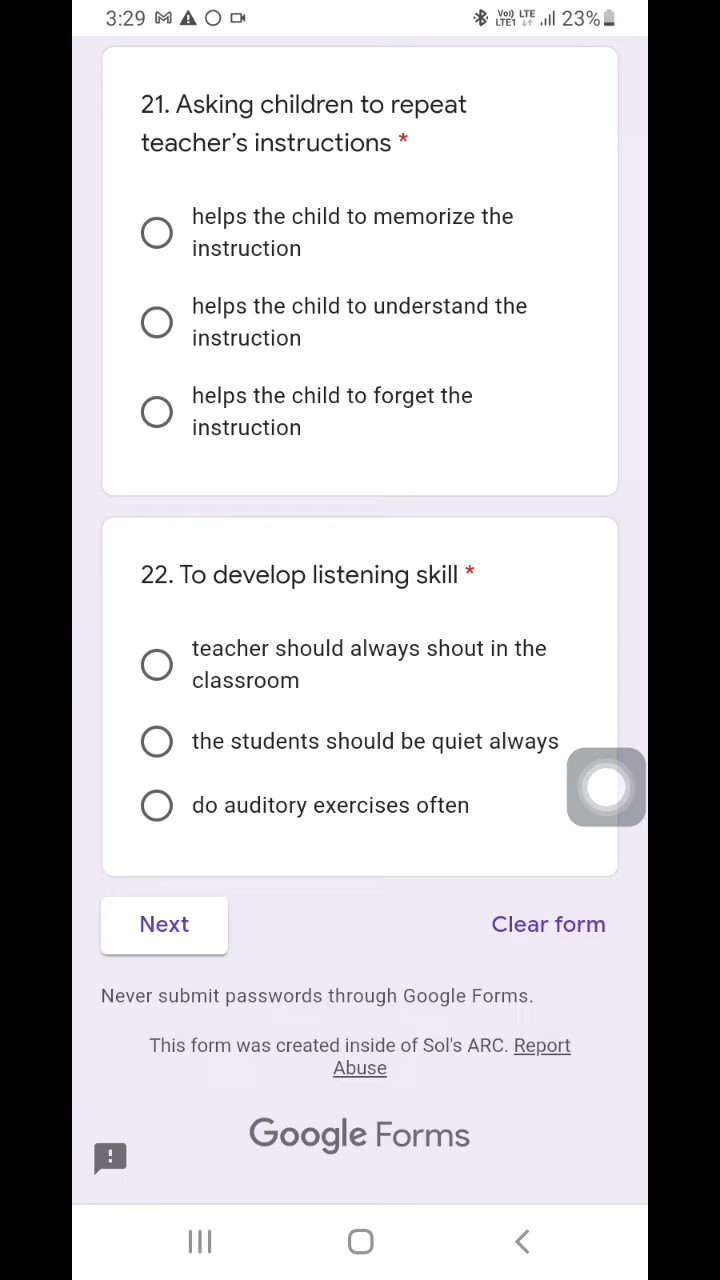 3:29
Vo)) LTE
LTE1
23%
21. Asking children to repeat
teacher’s instructions *
helps the child to memorize the
instruction
helps the child to understand the
instruction
helps the child to forget the
instruction
22. To develop listening skill *
teacher should always shout in the
classroom
the students should be quiet always
do auditory exercises often
Next
Clear form
Never submit passwords through Google Forms.
This form was created inside of Sol's ARC. Report
Abuse
Google Forms